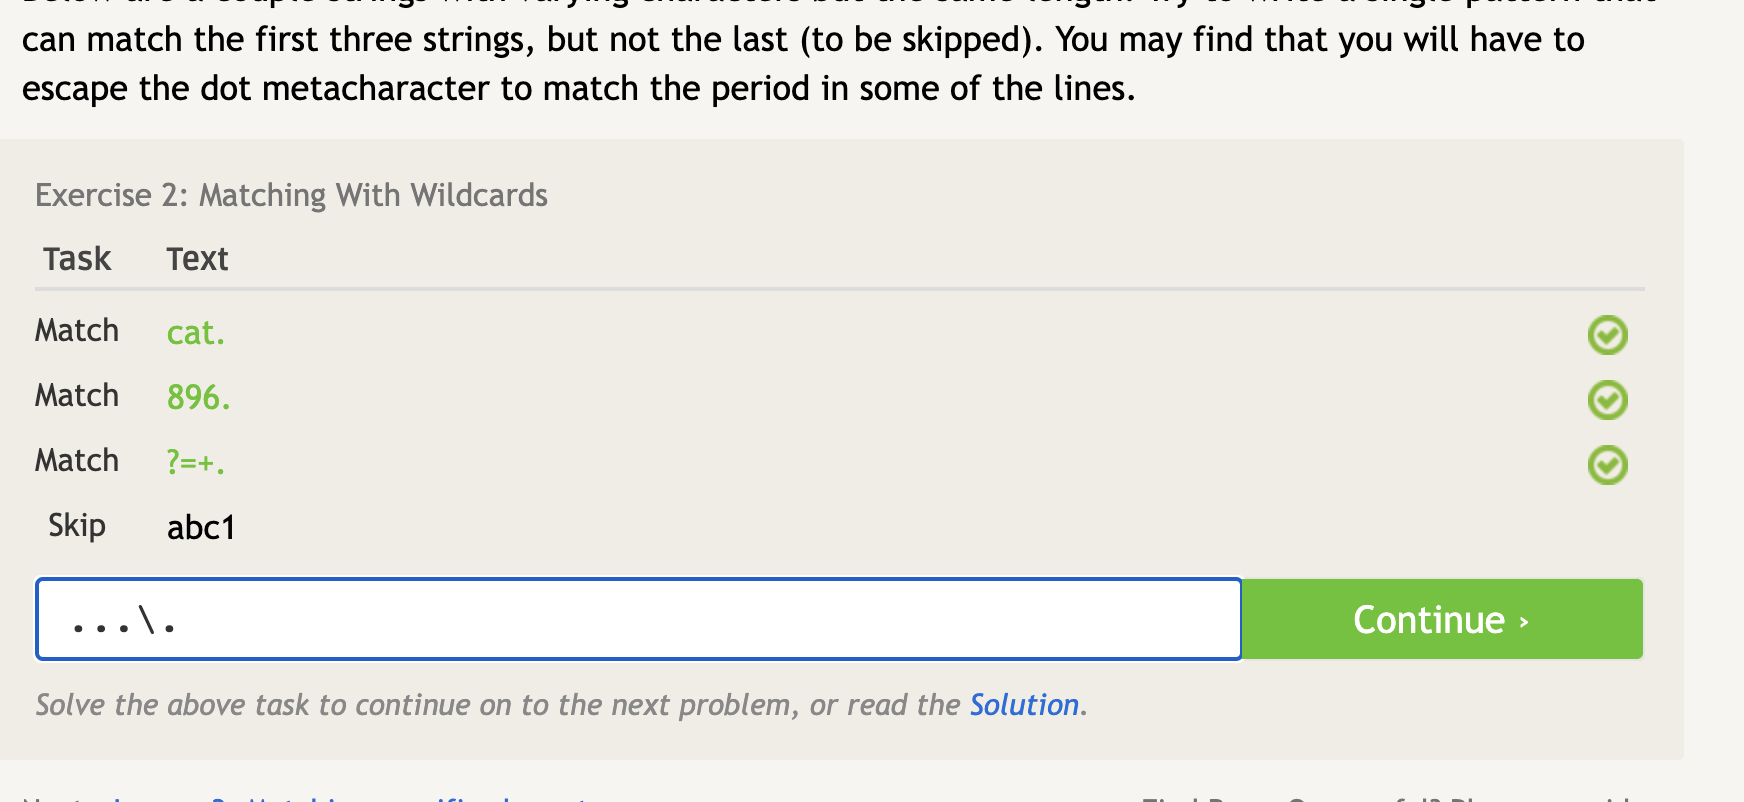 can match the first three strings, but not the last (to be skipped). You may find that you will have to
escape the dot metacharacter to match the period in some of the lines.
Exercise 2: Matching With Wildcards
Task Text
Match cat.
Match 896.
Match ?=+.
Skip abc1
...\.
Continue ›
Solve the above task to continue on to the next problem, or read the Solution.